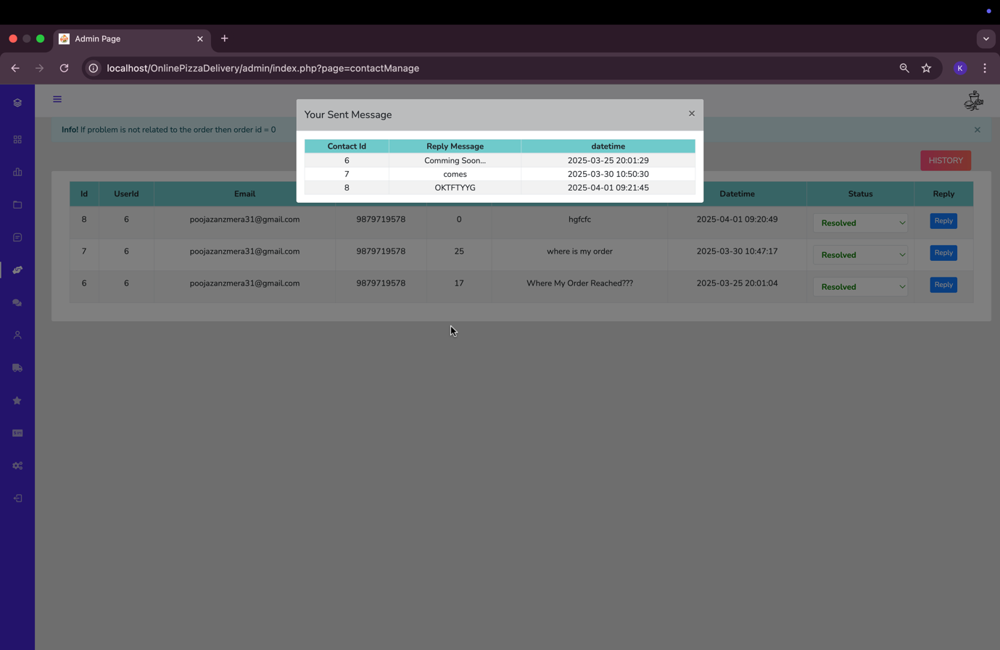 Admin Page
localhost/OnlinePizzaDelivery/admin/index.php?page=contactManage
K
Your Sent Message
Info! If problem is not related to the order then order id = 0
Contact Id Reply Message datetime
6 Comming Soon... 2025-03-25 20:01:29
7 comes 2025-03-30 10:50:30
8 OKTFTYYG 2025-04-01 09:21:45
HISTORY
Id UserId Email Datetime Status Reply
8 6 poojazanzmera31@gmail.com 9879719578 0 hgfcfc 2025-04-01 09:20:49 Resolved Reply
7 6 poojazanzmera31@gmail.com 9879719578 25 where is my order 2025-03-30 10:47:17 Resolved Reply
6 6 poojazanzmera31@gmail.com 9879719578 17 Where My Order Reached??? 2025-03-25 20:01:04 Resolved Reply